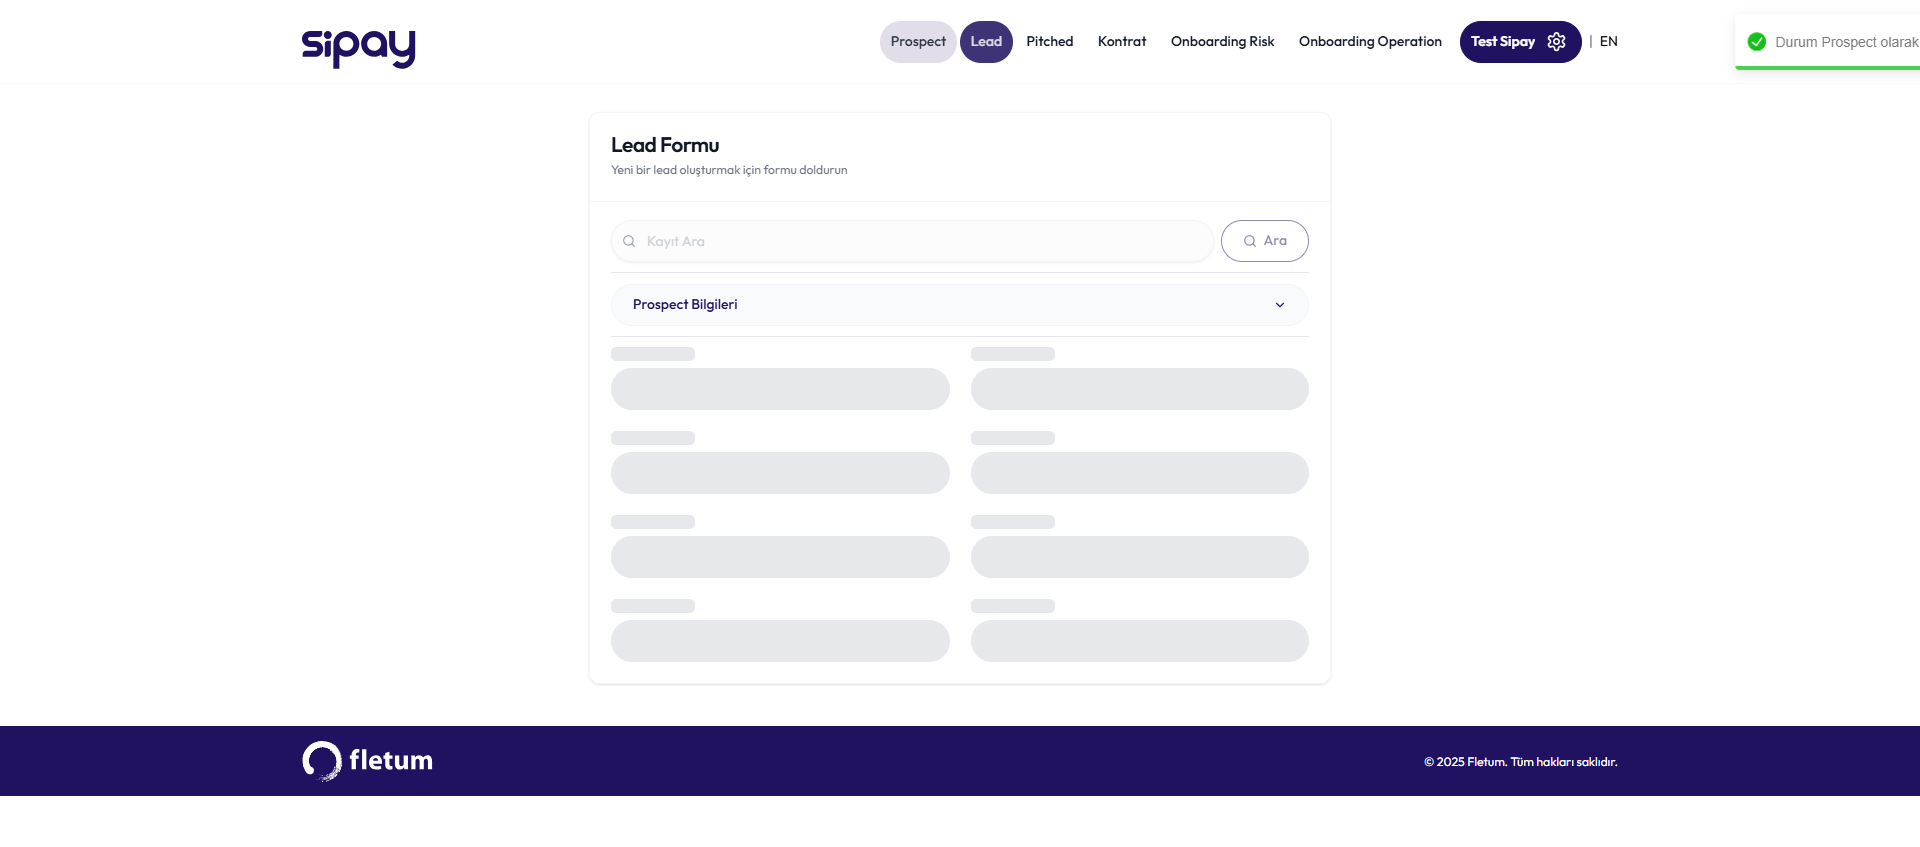 sipay
Prospect
Lead
Pitched
Kontrat
Onboarding Risk
Onboarding Operation
Test Sipay
| EN
Durum Prospect olarak
Lead Formu
Yeni bir lead oluşturmak için formu doldurun
Kayıt Ara
Ara
Prospect Bilgileri
fletum
© 2025 Fletum. Tüm hakları saklıdır.